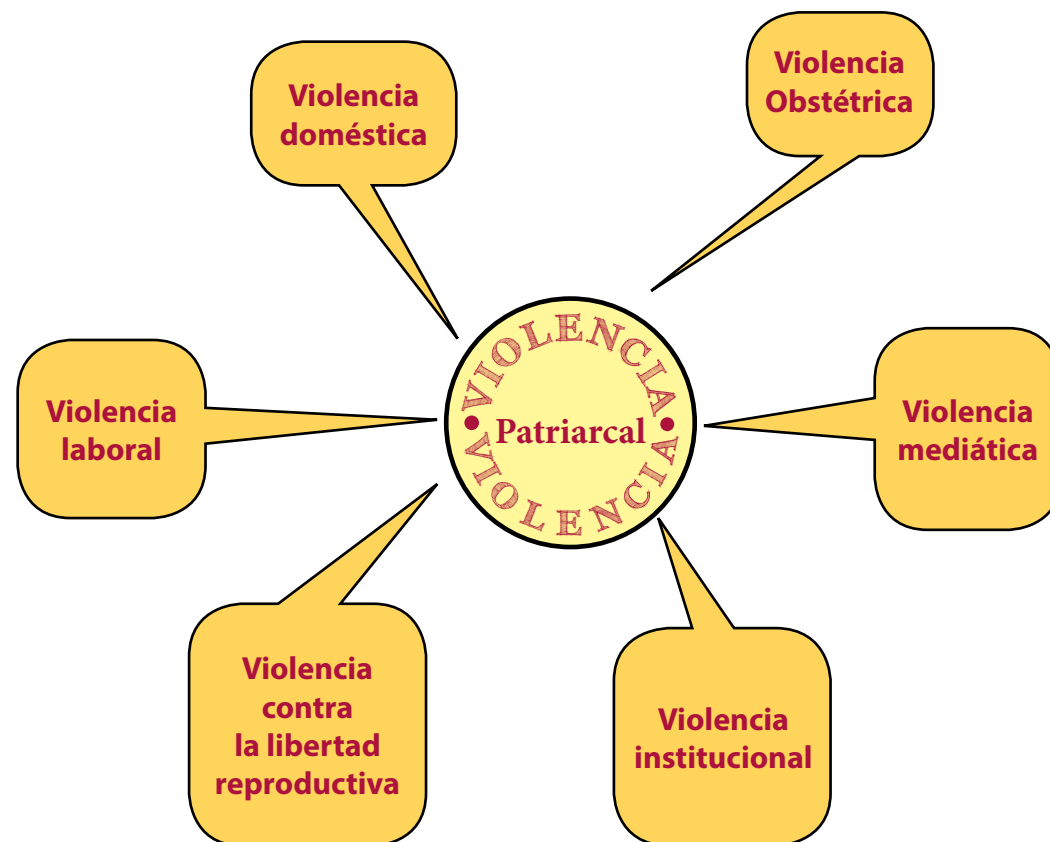 Violencia
doméstica
Violencia
Obstétrica
VIOLENCIA
Patriarcal
VIOLENCIA
Violencia
laboral
Violencia
mediática
Violencia
contra
la libertad
reproductiva
Violencia
institucional